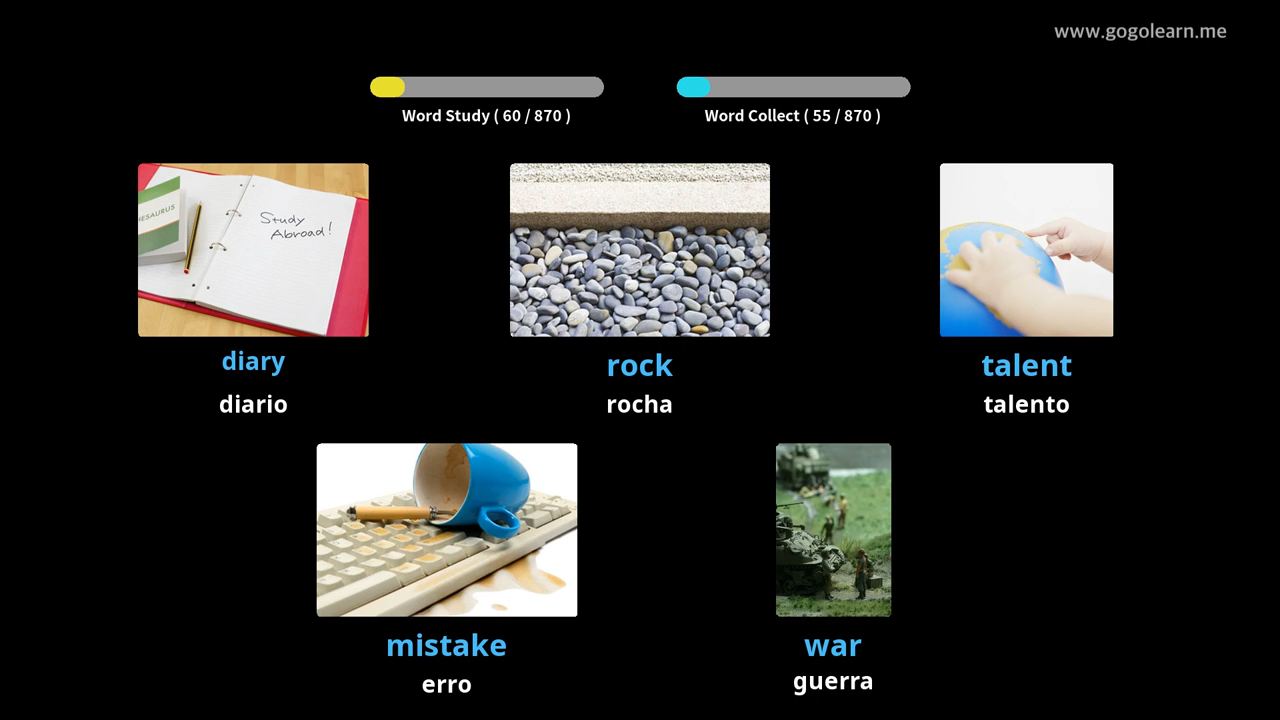 www.gogolearn.me
Word Study ( 60 / 870 )
Word Collect ( 55 / 870 )
HESAURUS
Study
Abroad!
diary
diario
rock
rocha
talent
talento
mistake
erro
war
guerra